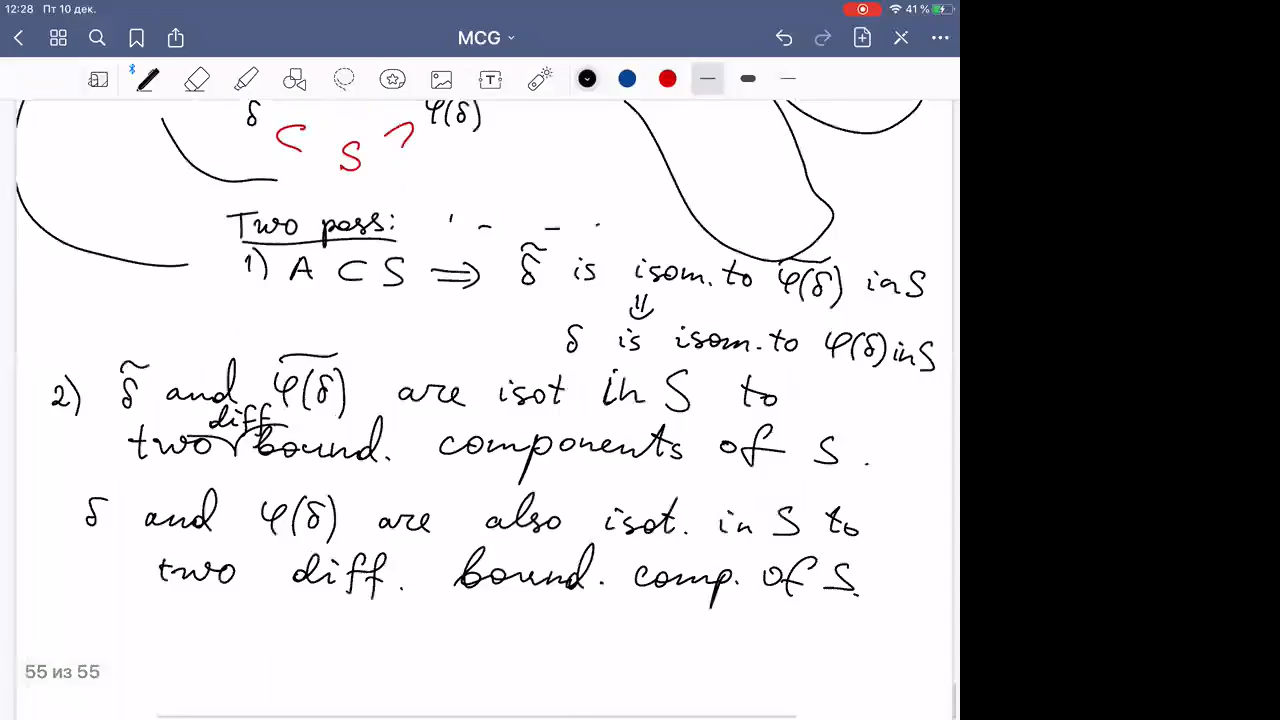 12:28 Пт 10 дек. 41 %
MCG
δ φ(δ)
S
Two poss:
1) A ⊂ S ⟹ δ̃ is isom. to φ(δ)~ in S
⇓
δ is isom. to φ(δ) in S
2) δ̃ and φ(δ)~ are isot in S to
diff
two bound. components of S.
δ and φ(δ) are also isot. in S to
two diff. bound. comp. of S.
55 из 55